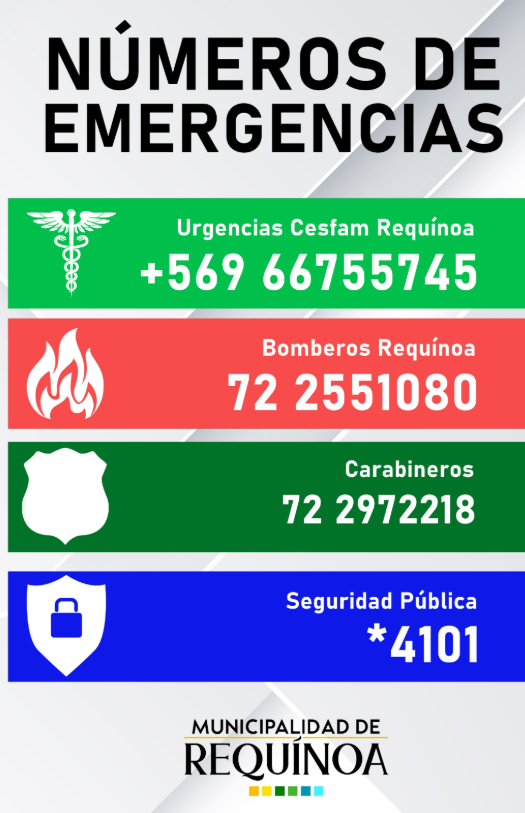 NÚMEROS DE
EMERGENCIAS
Urgencias Cesfam Requínoa
+569 66755745
Bomberos Requínoa
72 2551080
Carabineros
72 2972218
Seguridad Pública
*4101
MUNICIPALIDAD DE
REQUÍNOA